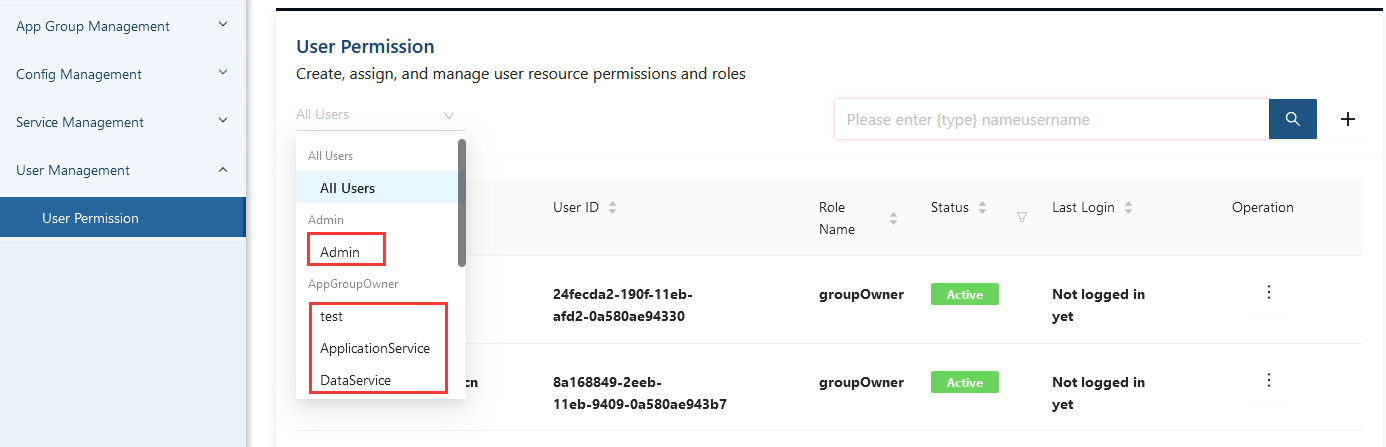 App Group Management
Config Management
Service Management
User Management
User Permission
User Permission
Create, assign, and manage user resource permissions and roles
All Users
Please enter {type} nameusername
All Users
All Users
Admin
Admin
AppGroupOwner
test
ApplicationService
DataService
User ID
Role
Name
Status
Last Login
Operation
24fecda2-190f-11eb-
afd2-0a580ae94330
groupOwner
Active
Not logged in
yet
cn
8a168849-2eeb-
11eb-9409-0a580ae943b7
groupOwner
Active
Not logged in
yet